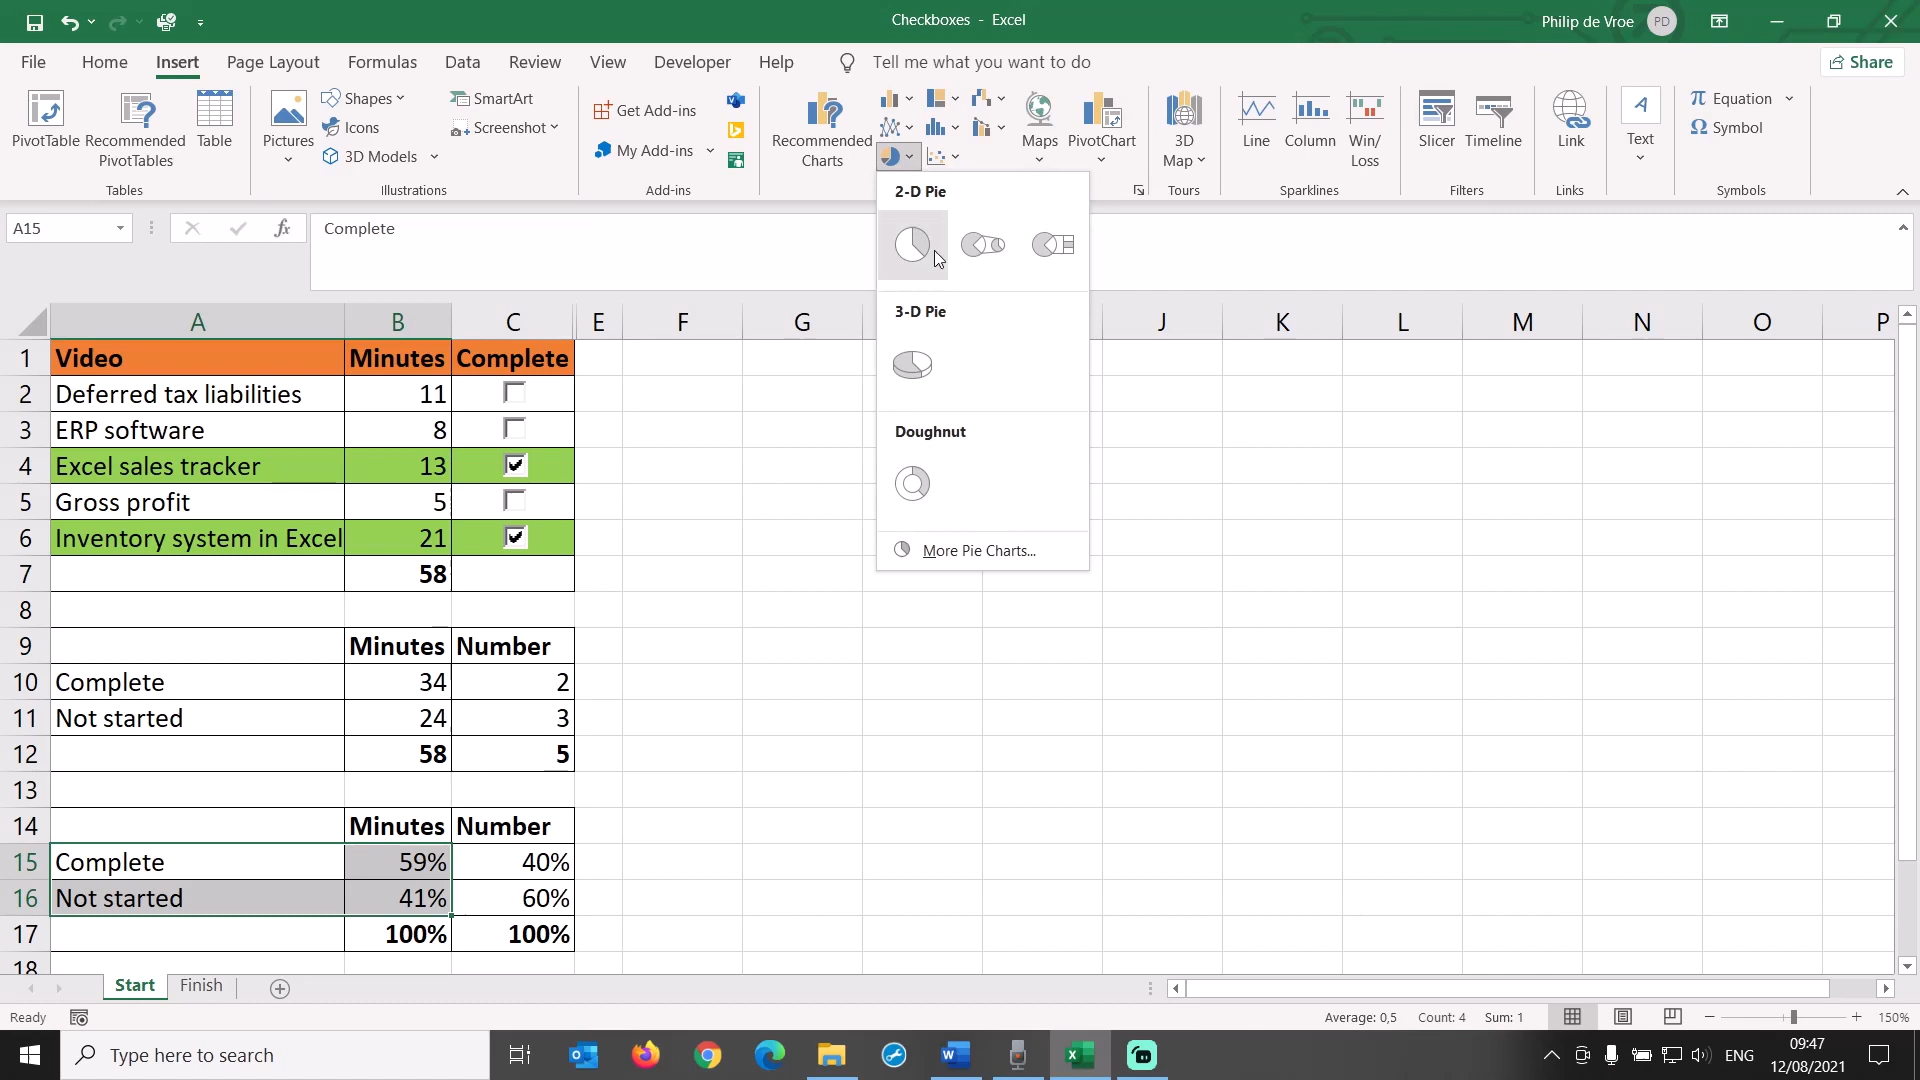 Checkboxes - Excel
Philip de Vroe PD
File Home Insert Page Layout Formulas Data Review View Developer Help Tell me what you want to do Share
PivotTable
Recommended
PivotTables
Table
Tables
Pictures
Shapes
Icons
3D Models
SmartArt
Screenshot
Illustrations
Get Add-ins
My Add-ins
Add-ins
Recommended
Charts
Maps
PivotChart
3D
Map
Tours
Line
Column
Win/
Loss
Sparklines
Slicer
Timeline
Filters
Link
Links
Text
Equation
Symbol
Symbols
A15
fx
Complete
2-D Pie
3-D Pie
Doughnut
More Pie Charts...
A B C E F G J K L M N O P
1 Video Minutes Complete
2 Deferred tax liabilities 11
3 ERP software 8
4 Excel sales tracker 13
5 Gross profit 5
6 Inventory system in Excel 21
7 58
8
9 Minutes Number
10 Complete 34 2
11 Not started 24 3
12 58 5
13
14 Minutes Number
15 Complete 59% 40%
16 Not started 41% 60%
17 100% 100%
18
Start Finish
Ready Average: 0,5 Count: 4 Sum: 1 150%
Type here to search
ENG
09:47
12/08/2021